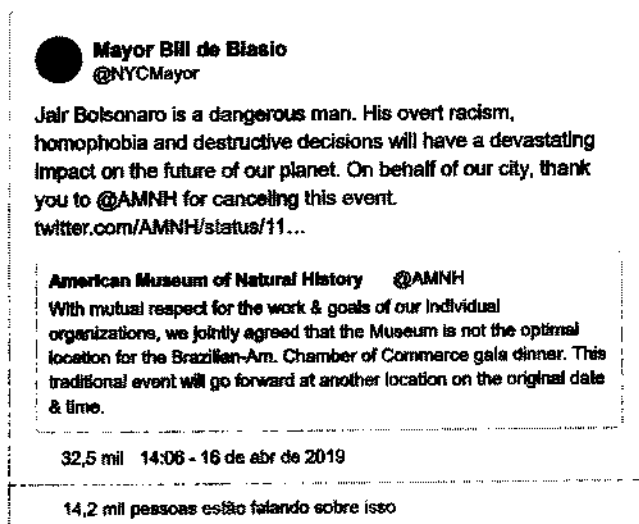 Mayor Bill de Blasio
@NYCMayor
Jair Bolsonaro is a dangerous man. His overt racism,
homophobia and destructive decisions will have a devastating
impact on the future of our planet. On behalf of our city, thank
you to @AMNH for canceling this event.
twitter.com/AMNH/status/11...
American Museum of Natural History @AMNH
With mutual respect for the work & goals of our individual
organizations, we jointly agreed that the Museum is not the optimal
location for the Brazilian-Am. Chamber of Commerce gala dinner. This
traditional event will go forward at another location on the original date
& time.
32,5 mil 14:06 - 16 de abr de 2019
14,2 mil pessoas estão falando sobre isso